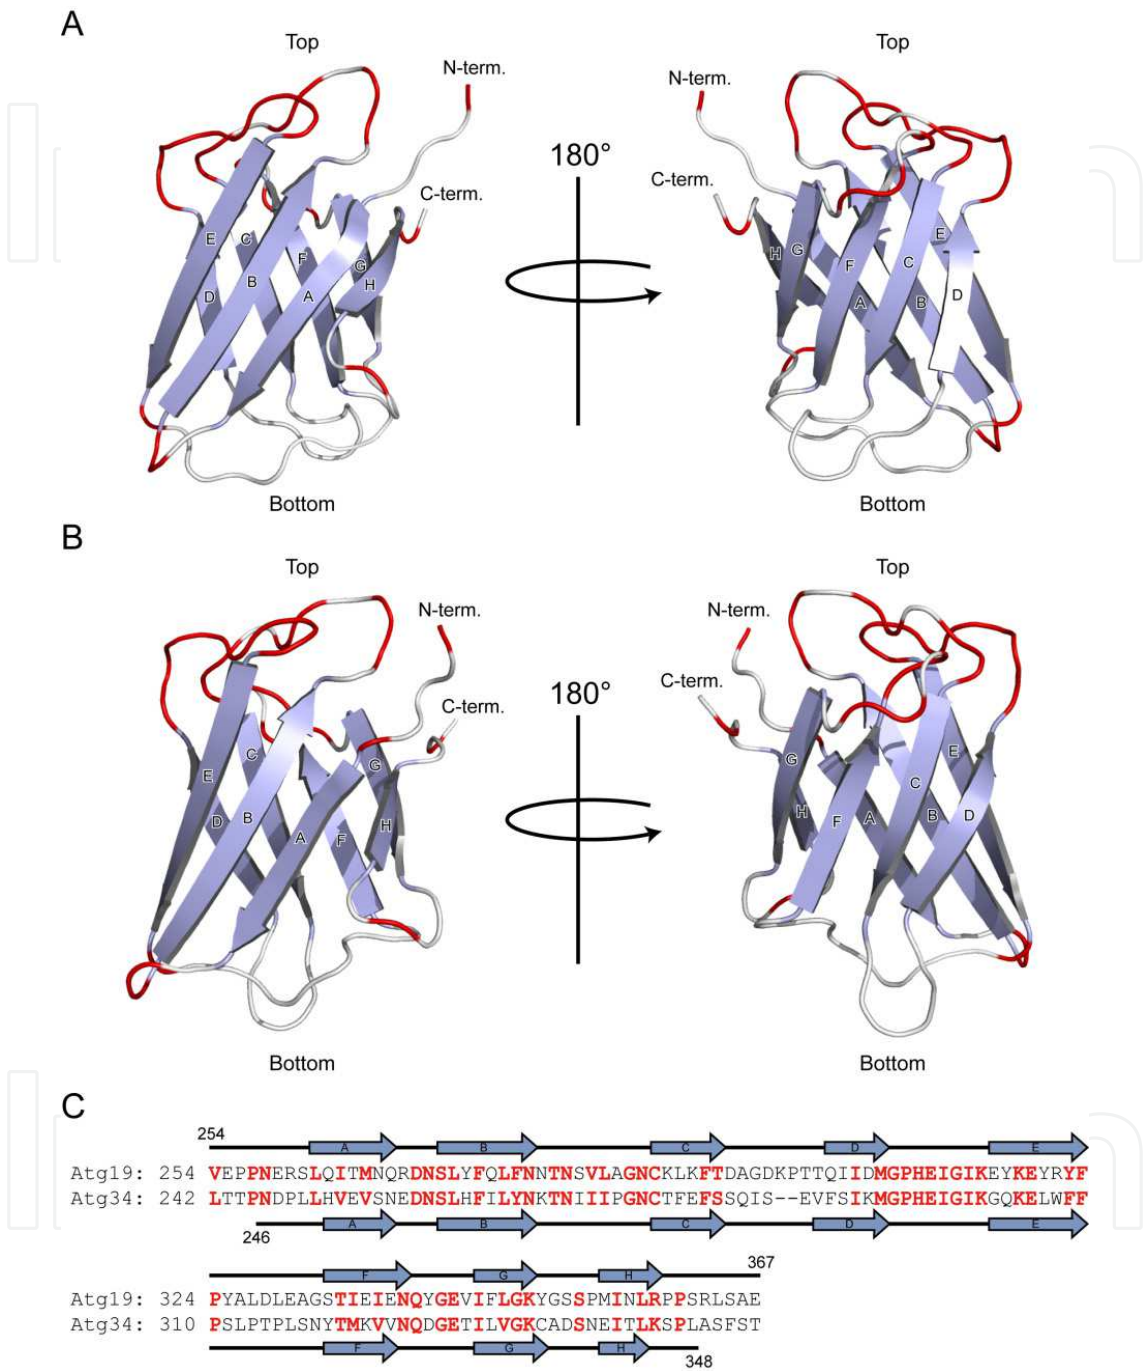 A
Top
Top
N-term.
N-term.
180°
C-term.
C-term.
E
C
F
G
H
D
B
A
H
G
F
C
E
D
A
B
Bottom
Bottom
B
Top
Top
N-term.
N-term.
C-term.
180°
C-term.
E
C
G
D
B
A
F
H
G
E
C
H
F
A
B
D
Bottom
Bottom
C
254
A B C D E
Atg19: 254 VEPPNERSLQITMNQRDNSLYFQLFNNTNSVLAGNCKLKFTDAGDKPTTQIIDMGPHEIGIKEYKEYRYF
Atg34: 242 LTTPNDPLLHVEVSNEDNSLHFILYNKTNIIIPGNCTFEFSSQIS--EVFSIKMGPHEIGIKGQKELWFF
A B C D E
246
367
F G H
Atg19: 324 PYALDLEAGSTIEIENQYGEVIFLGKYGSSPMINLRPPSRLSAE
Atg34: 310 PSLPTPLSNYTMKVVNQDGETILVGKCADSNEITLKSPLASFST
F G H
348